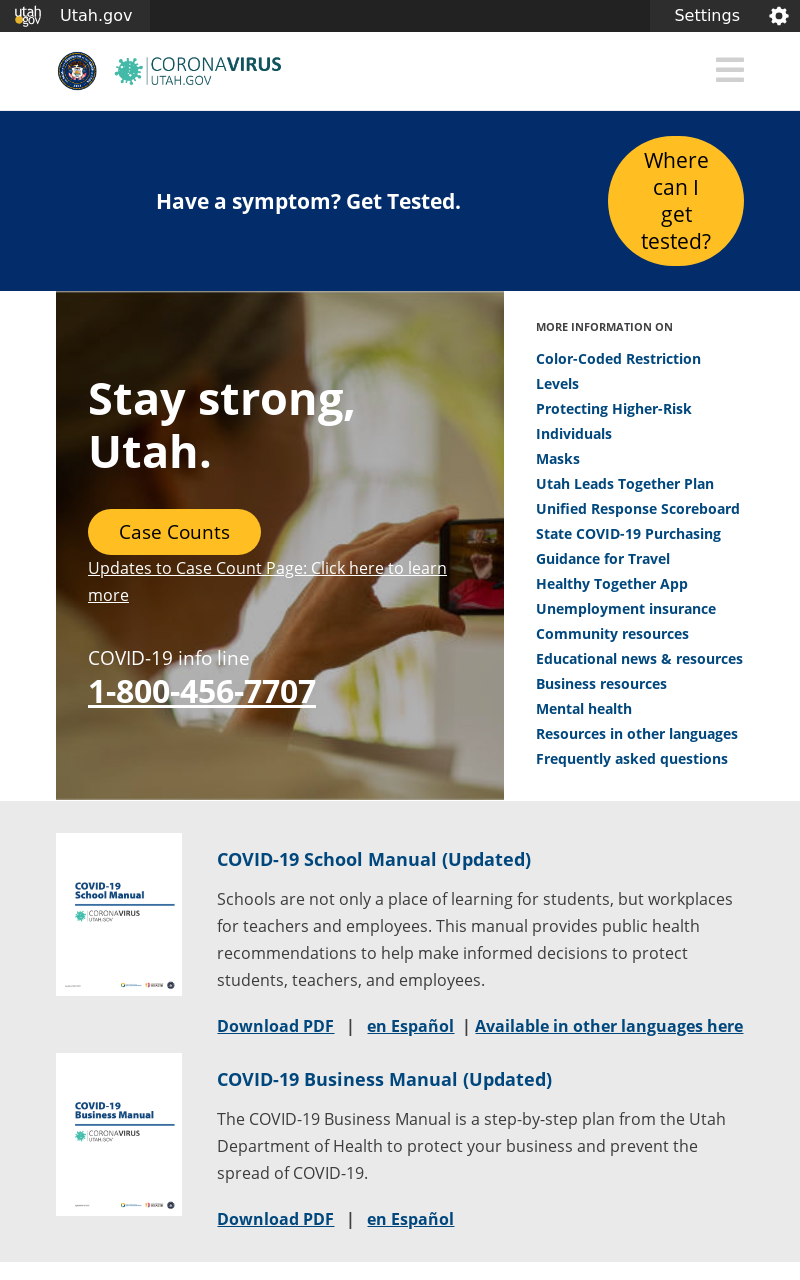 utah
gov
Utah.gov
Settings
CORONAVIRUS
UTAH.GOV
Have a symptom? Get Tested.
Where
can I
get
tested?
Stay strong,
Utah.
Case Counts
Updates to Case Count Page: Click here to learn
more
COVID-19 info line
1-800-456-7707
MORE INFORMATION ON
Color-Coded Restriction
Levels
Protecting Higher-Risk
Individuals
Masks
Utah Leads Together Plan
Unified Response Scoreboard
State COVID-19 Purchasing
Guidance for Travel
Healthy Together App
Unemployment insurance
Community resources
Educational news & resources
Business resources
Mental health
Resources in other languages
Frequently asked questions
COVID-19
School Manual
CORONAVIRUS
UTAH.GOV
COVID-19 School Manual (Updated)
Schools are not only a place of learning for students, but workplaces
for teachers and employees. This manual provides public health
recommendations to help make informed decisions to protect
students, teachers, and employees.
Download PDF | en Español | Available in other languages here
COVID-19
Business Manual
CORONAVIRUS
UTAH.GOV
COVID-19 Business Manual (Updated)
The COVID-19 Business Manual is a step-by-step plan from the Utah
Department of Health to protect your business and prevent the
spread of COVID-19.
Download PDF | en Español